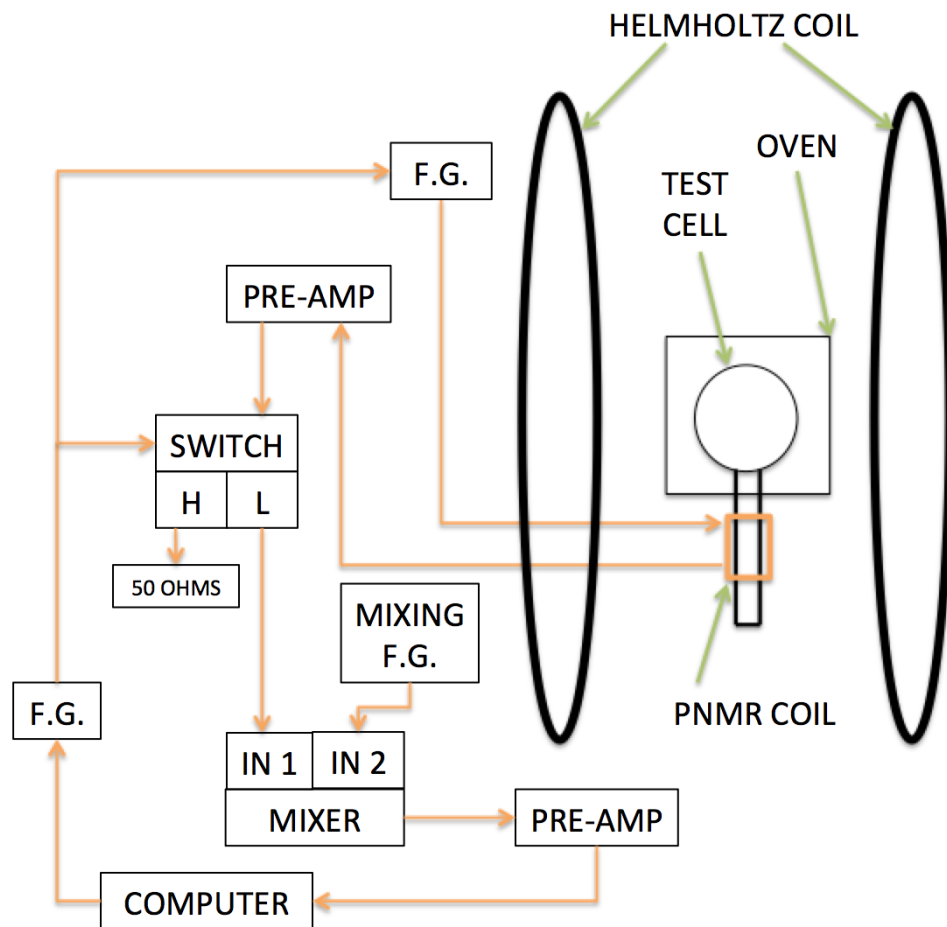 HELMHOLTZ COIL
OVEN
F.G.
TEST
CELL
PRE-AMP
SWITCH
H
L
50 OHMS
MIXING
F.G.
F.G.
PNMR COIL
IN 1
IN 2
MIXER
PRE-AMP
COMPUTER